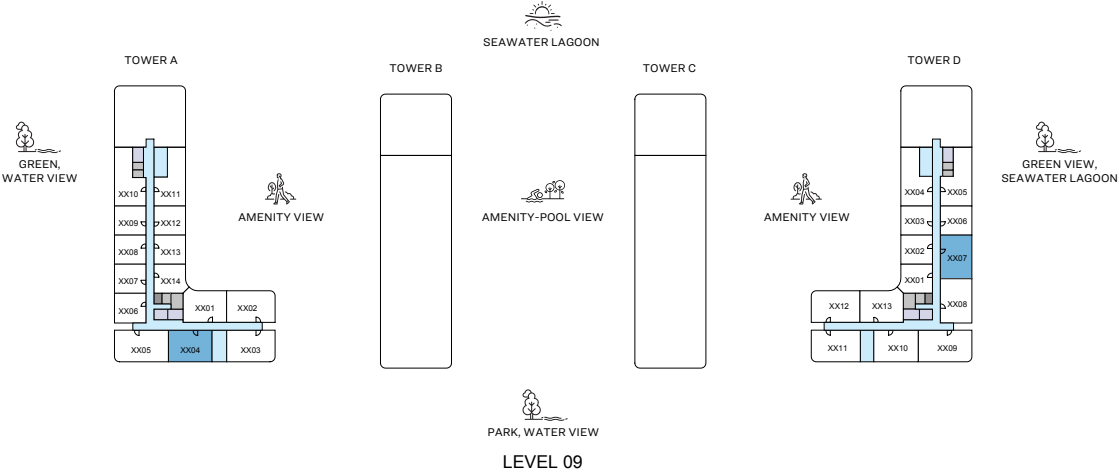 SEAWATER LAGOON
TOWER A
TOWER B
TOWER C
TOWER D
GREEN,
WATER VIEW
AMENITY VIEW
AMENITY-POOL VIEW
AMENITY VIEW
GREEN VIEW,
SEAWATER LAGOON
XX10 XX11
XX09 XX12
XX08 XX13
XX07 XX14
XX06 XX01 XX02
XX05 XX04 XX03
XX04 XX05
XX03 XX06
XX02 XX07
XX01
XX12 XX13 XX08
XX11 XX10 XX09
PARK, WATER VIEW
LEVEL 09